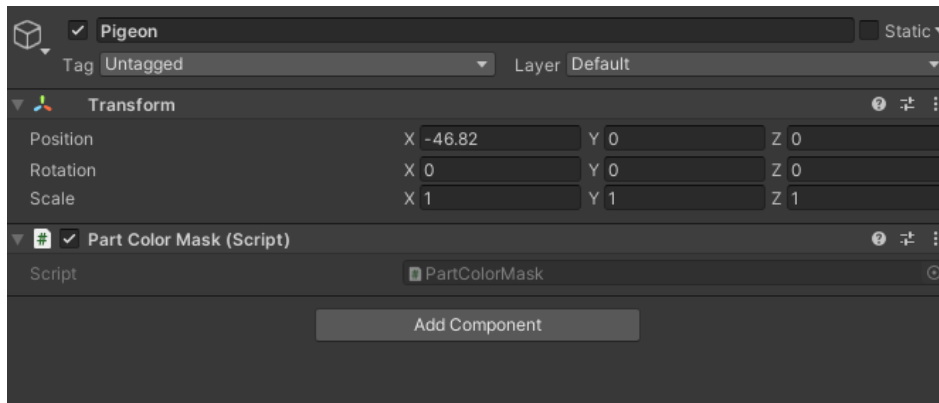 Pigeon Static
Tag Untagged Layer Default
Transform
Position X -46.82 Y 0 Z 0
Rotation X 0 Y 0 Z 0
Scale X 1 Y 1 Z 1
# Part Color Mask (Script)
Script PartColorMask
Add Component